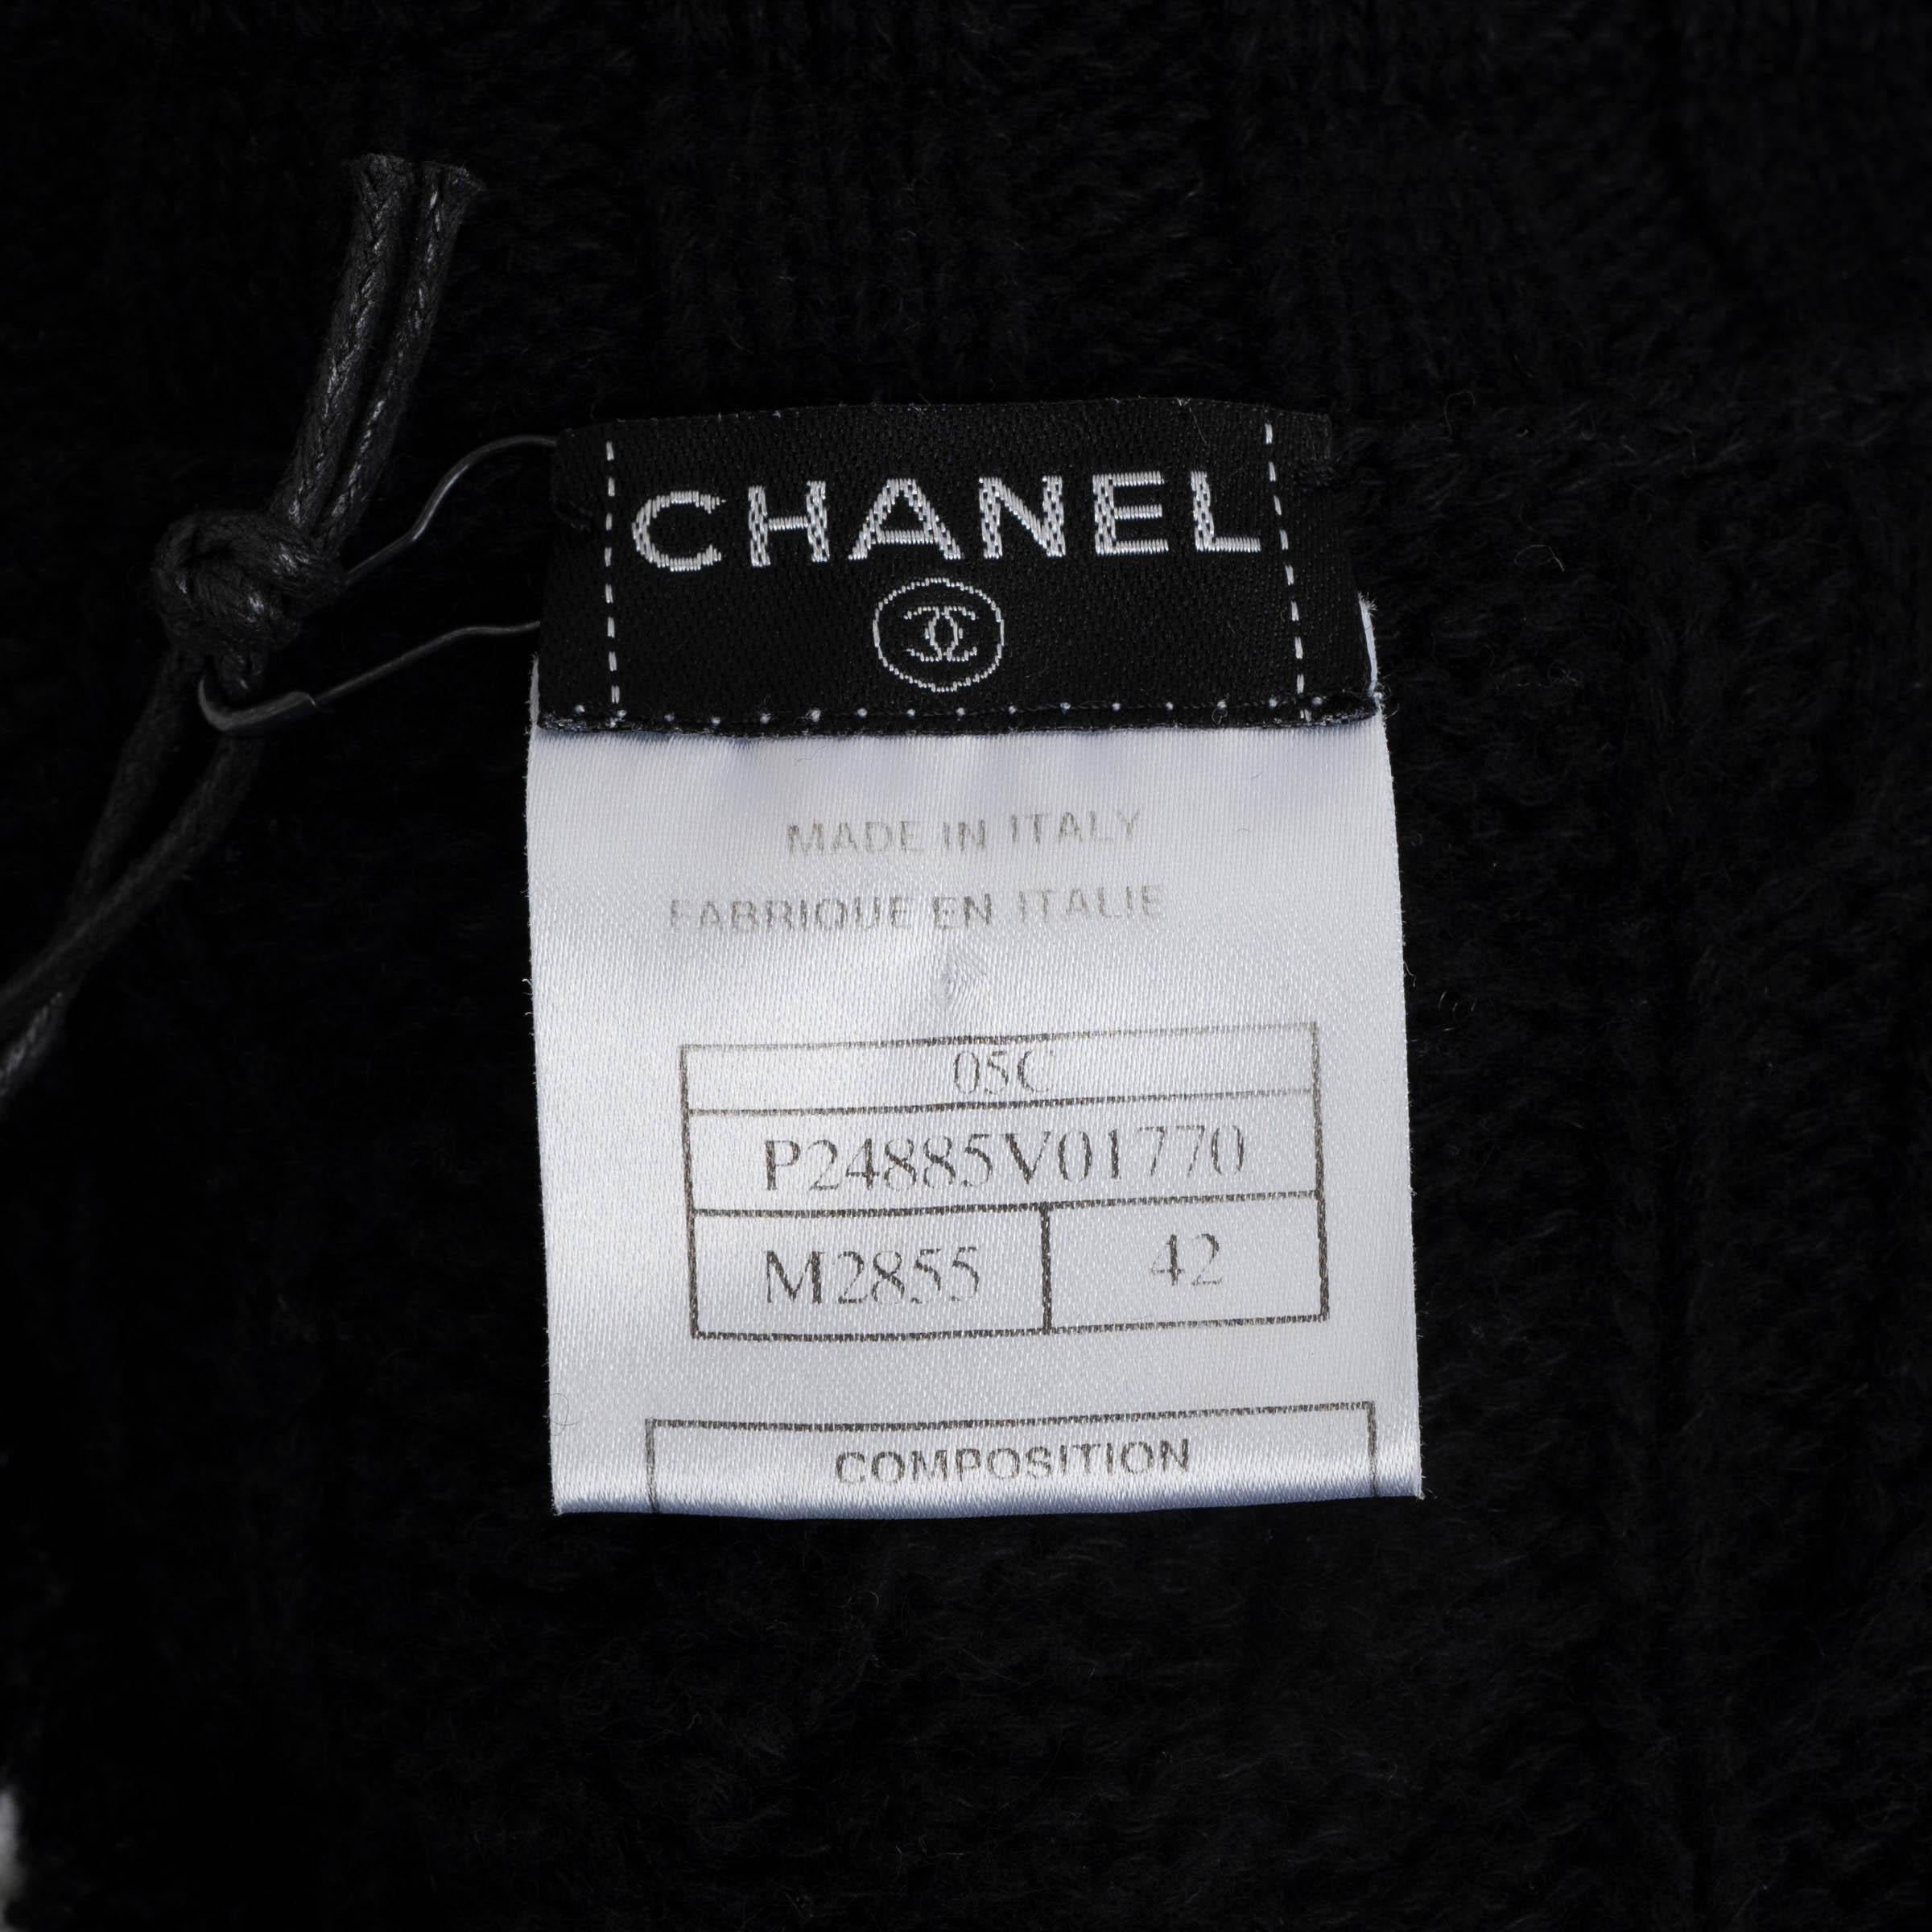 CHANEL
MADE IN ITALY
FABRIQUE EN ITALIE
05C
P24885V01770
M2855 42
COMPOSITION